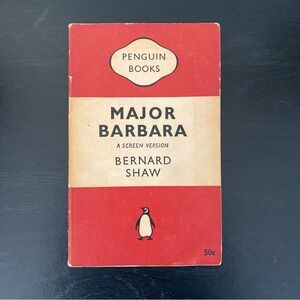 PENGUIN
BOOKS
MAJOR
BARBARA
A SCREEN VERSION
BERNARD
SHAW
50c